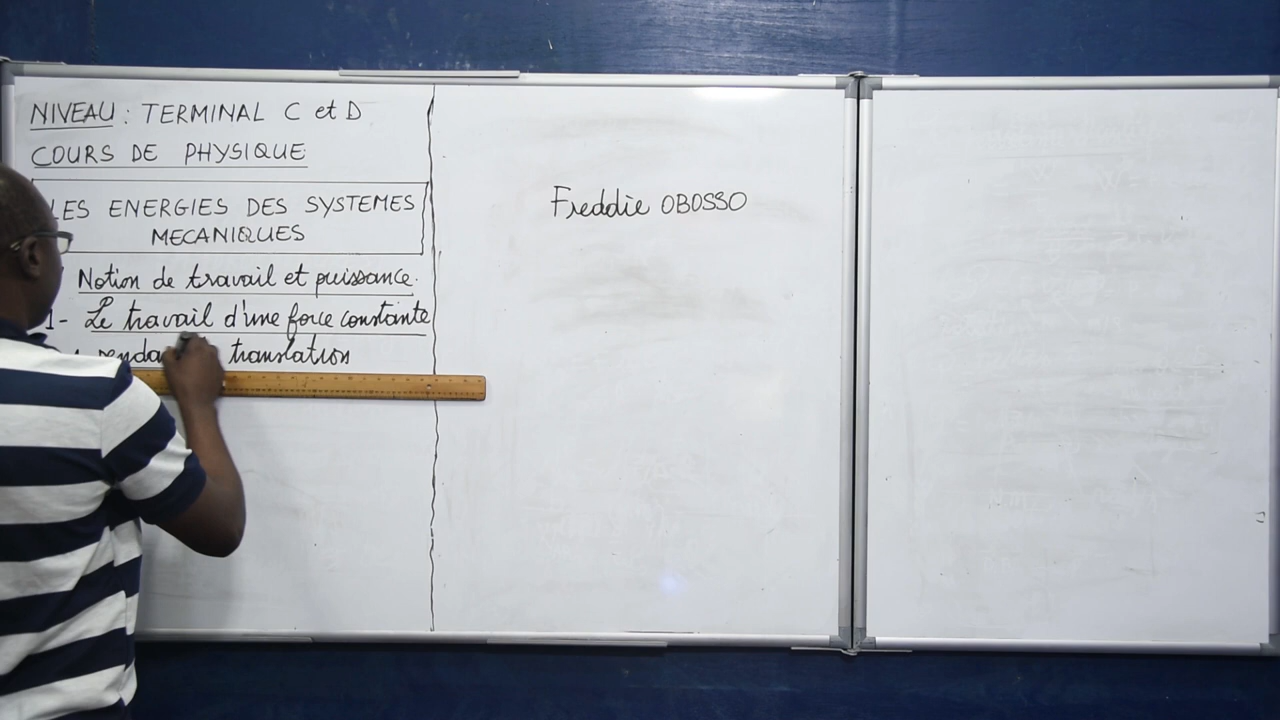 NIVEAU : TERMINAL C et D
COURS DE PHYSIQUE
LES ENERGIES DES SYSTEMES
MECANIQUES
Notion de travail et puissance.
1- Le travail d'une force constante
translation
Freddie OBOSSO